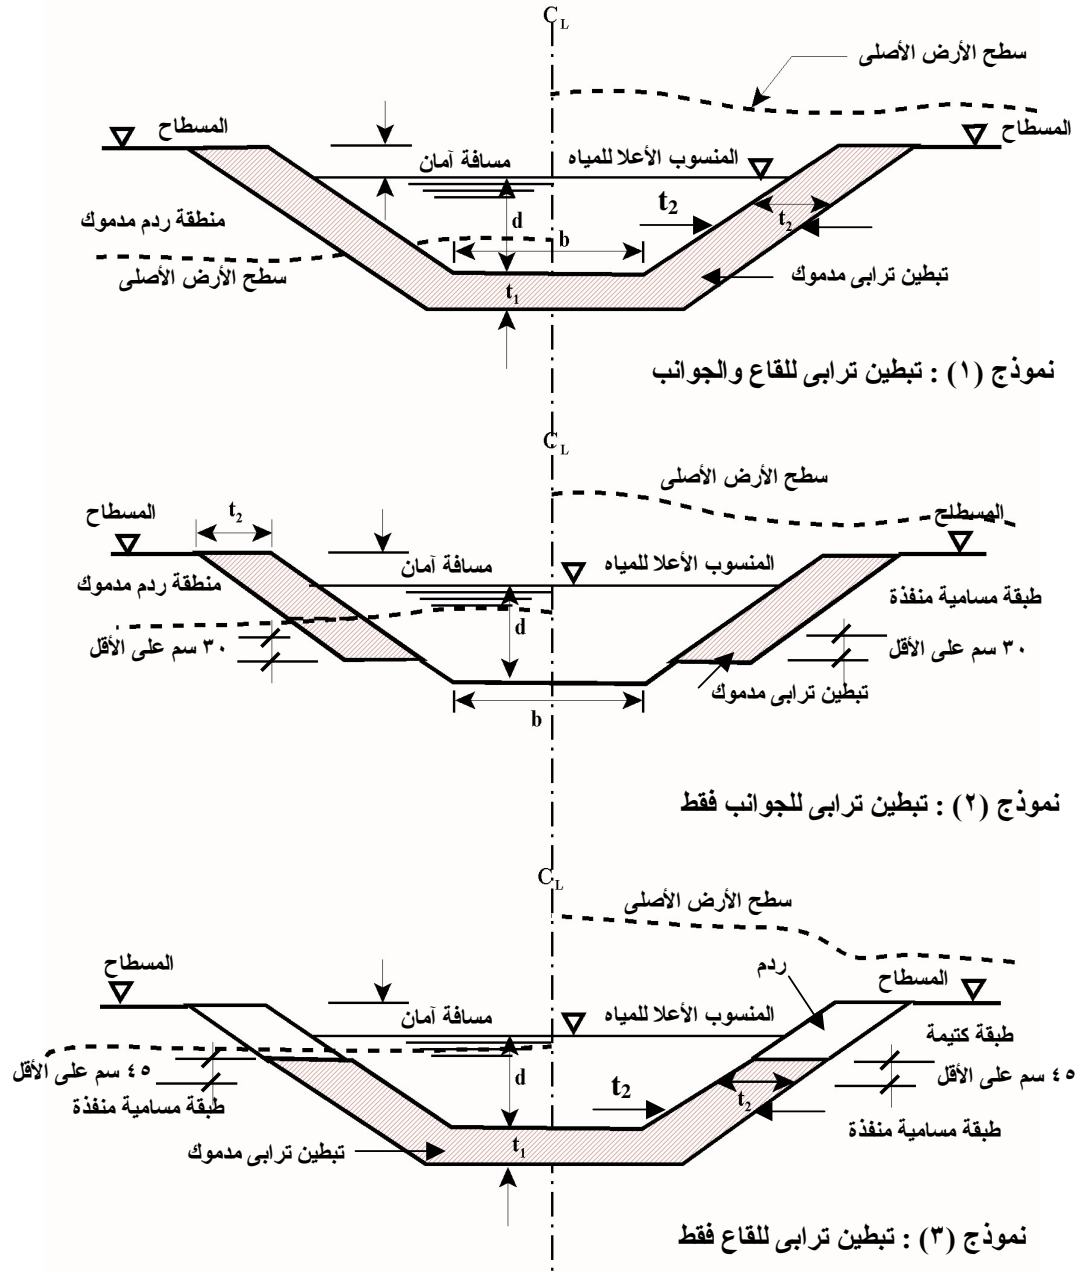 C L
سطح الأرض الأصلى
المسطاح
المسطاح
مسافة آمان
المنسوب الأعلا للمياه
منطقة ردم مدموك
d
t2
t2
b
سطح الأرض الأصلى
تبطين ترابى مدموك
t1
نموذج (١) : تبطين ترابى للقاع والجوانب
C L
سطح الأرض الأصلى
t2
المسطاح
المسطاح
مسافة آمان
المنسوب الأعلا للمياه
منطقة ردم مدموك
طبقة مسامية منفذة
d
٣٠ سم على الأقل
٣٠ سم على الأقل
تبطين ترابى مدموك
b
نموذج (٢) : تبطين ترابى للجوانب فقط
C L
سطح الأرض الأصلى
المسطاح
ردم
المسطاح
مسافة آمان
المنسوب الأعلا للمياه
طبقة كتيمة
٤٥ سم على الأقل
d
٤٥ سم على الأقل
t2
t2
طبقة مسامية منفذة
طبقة مسامية منفذة
تبطين ترابى مدموك
t1
نموذج (٣) : تبطين ترابى للقاع فقط